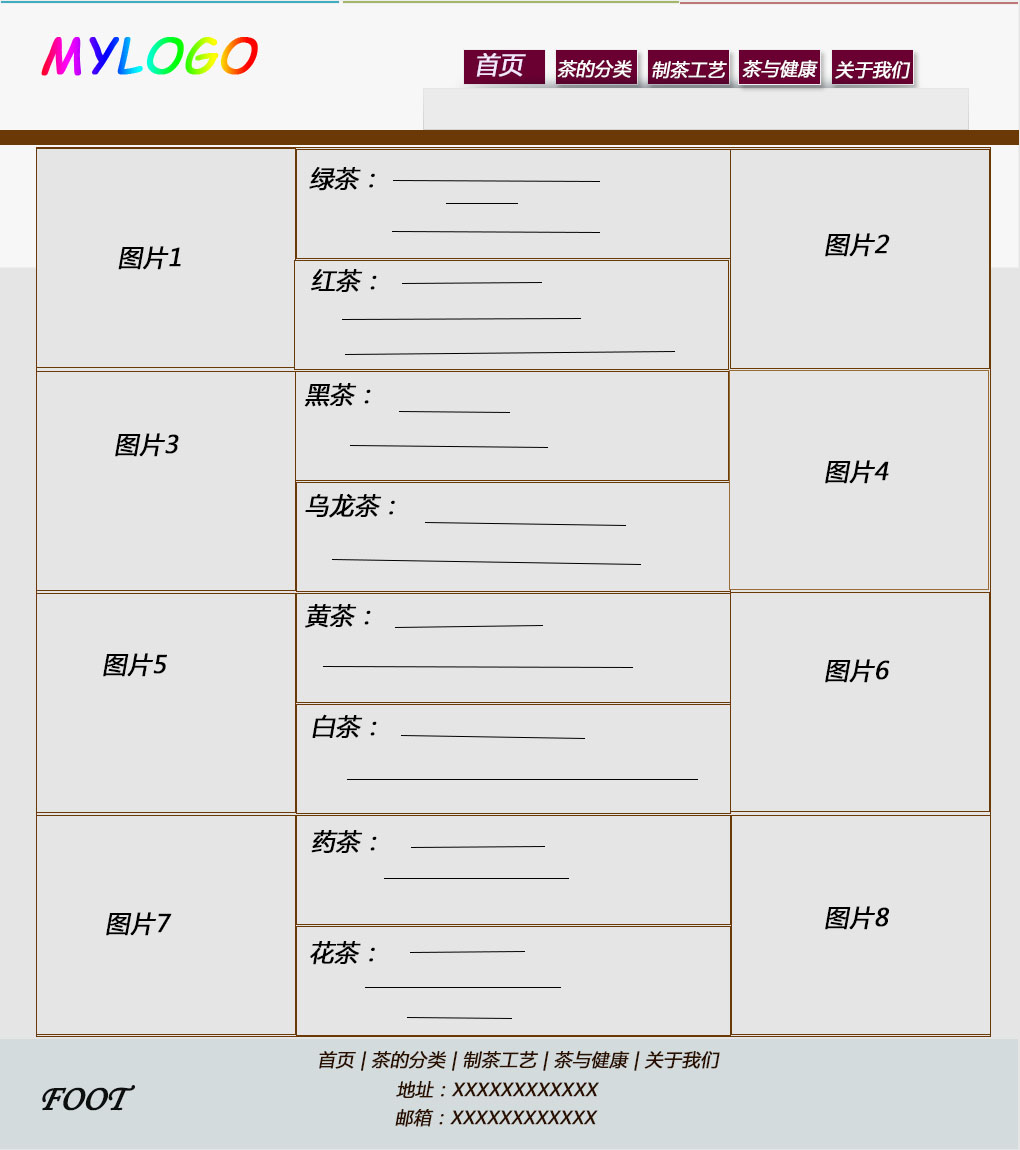 MYLOGO
首页 茶的分类 制茶工艺 茶与健康 关于我们
绿茶：
图片1
图片2
红茶：
黑茶：
图片3
图片4
乌龙茶：
黄茶：
图片5
图片6
白茶：
药茶：
图片7
图片8
花茶：
首页 | 茶的分类 | 制茶工艺 | 茶与健康 | 关于我们
地址：XXXXXXXXXXXX
FOOT
邮箱：XXXXXXXXXXXX